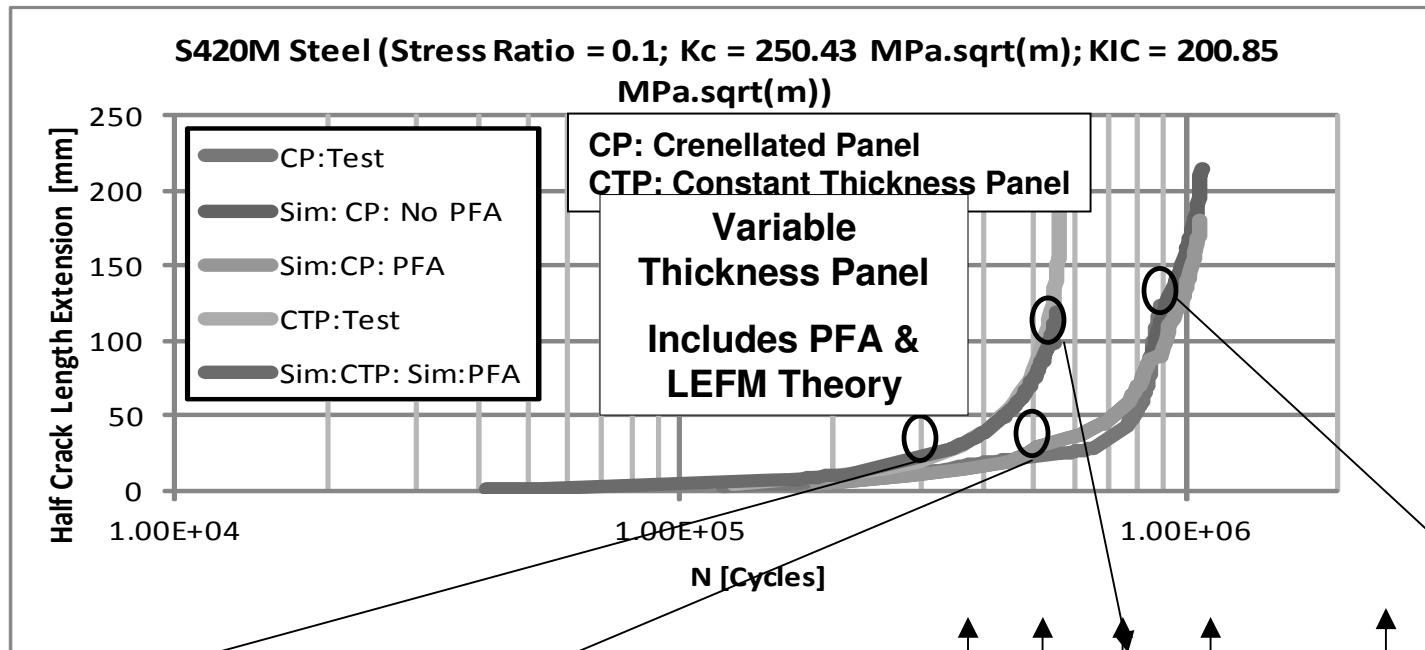 S420M Steel (Stress Ratio = 0.1; Kc = 250.43 MPa.sqrt(m); KIC = 200.85
MPa.sqrt(m))
Half Crack Length Extension [mm]
250
200
150
100
50
0
CP:Test
Sim: CP: No PFA
Sim:CP: PFA
CTP:Test
Sim:CTP: Sim:PFA
CP: Crenellated Panel
CTP: Constant Thickness Panel
Variable
Thickness Panel
Includes PFA &
LEFM Theory
1.00E+04
1.00E+05
1.00E+06
N [Cycles]